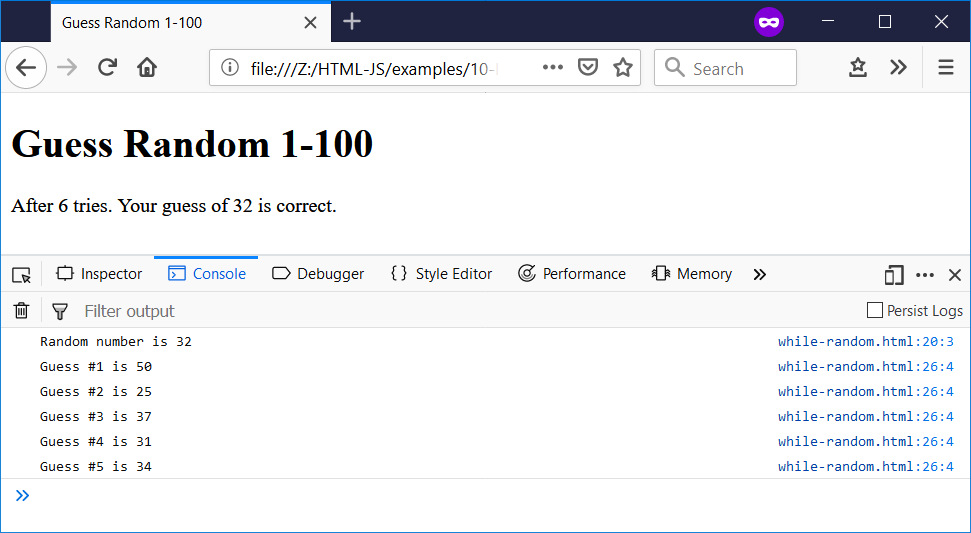 Guess Random 1-100
file:///Z:/HTML-JS/examples/10-
Search
Guess Random 1-100
After 6 tries. Your guess of 32 is correct.
Inspector Console Debugger { } Style Editor Performance Memory
Filter output Persist Logs
Random number is 32 while-random.html:20:3
Guess #1 is 50 while-random.html:26:4
Guess #2 is 25 while-random.html:26:4
Guess #3 is 37 while-random.html:26:4
Guess #4 is 31 while-random.html:26:4
Guess #5 is 34 while-random.html:26:4